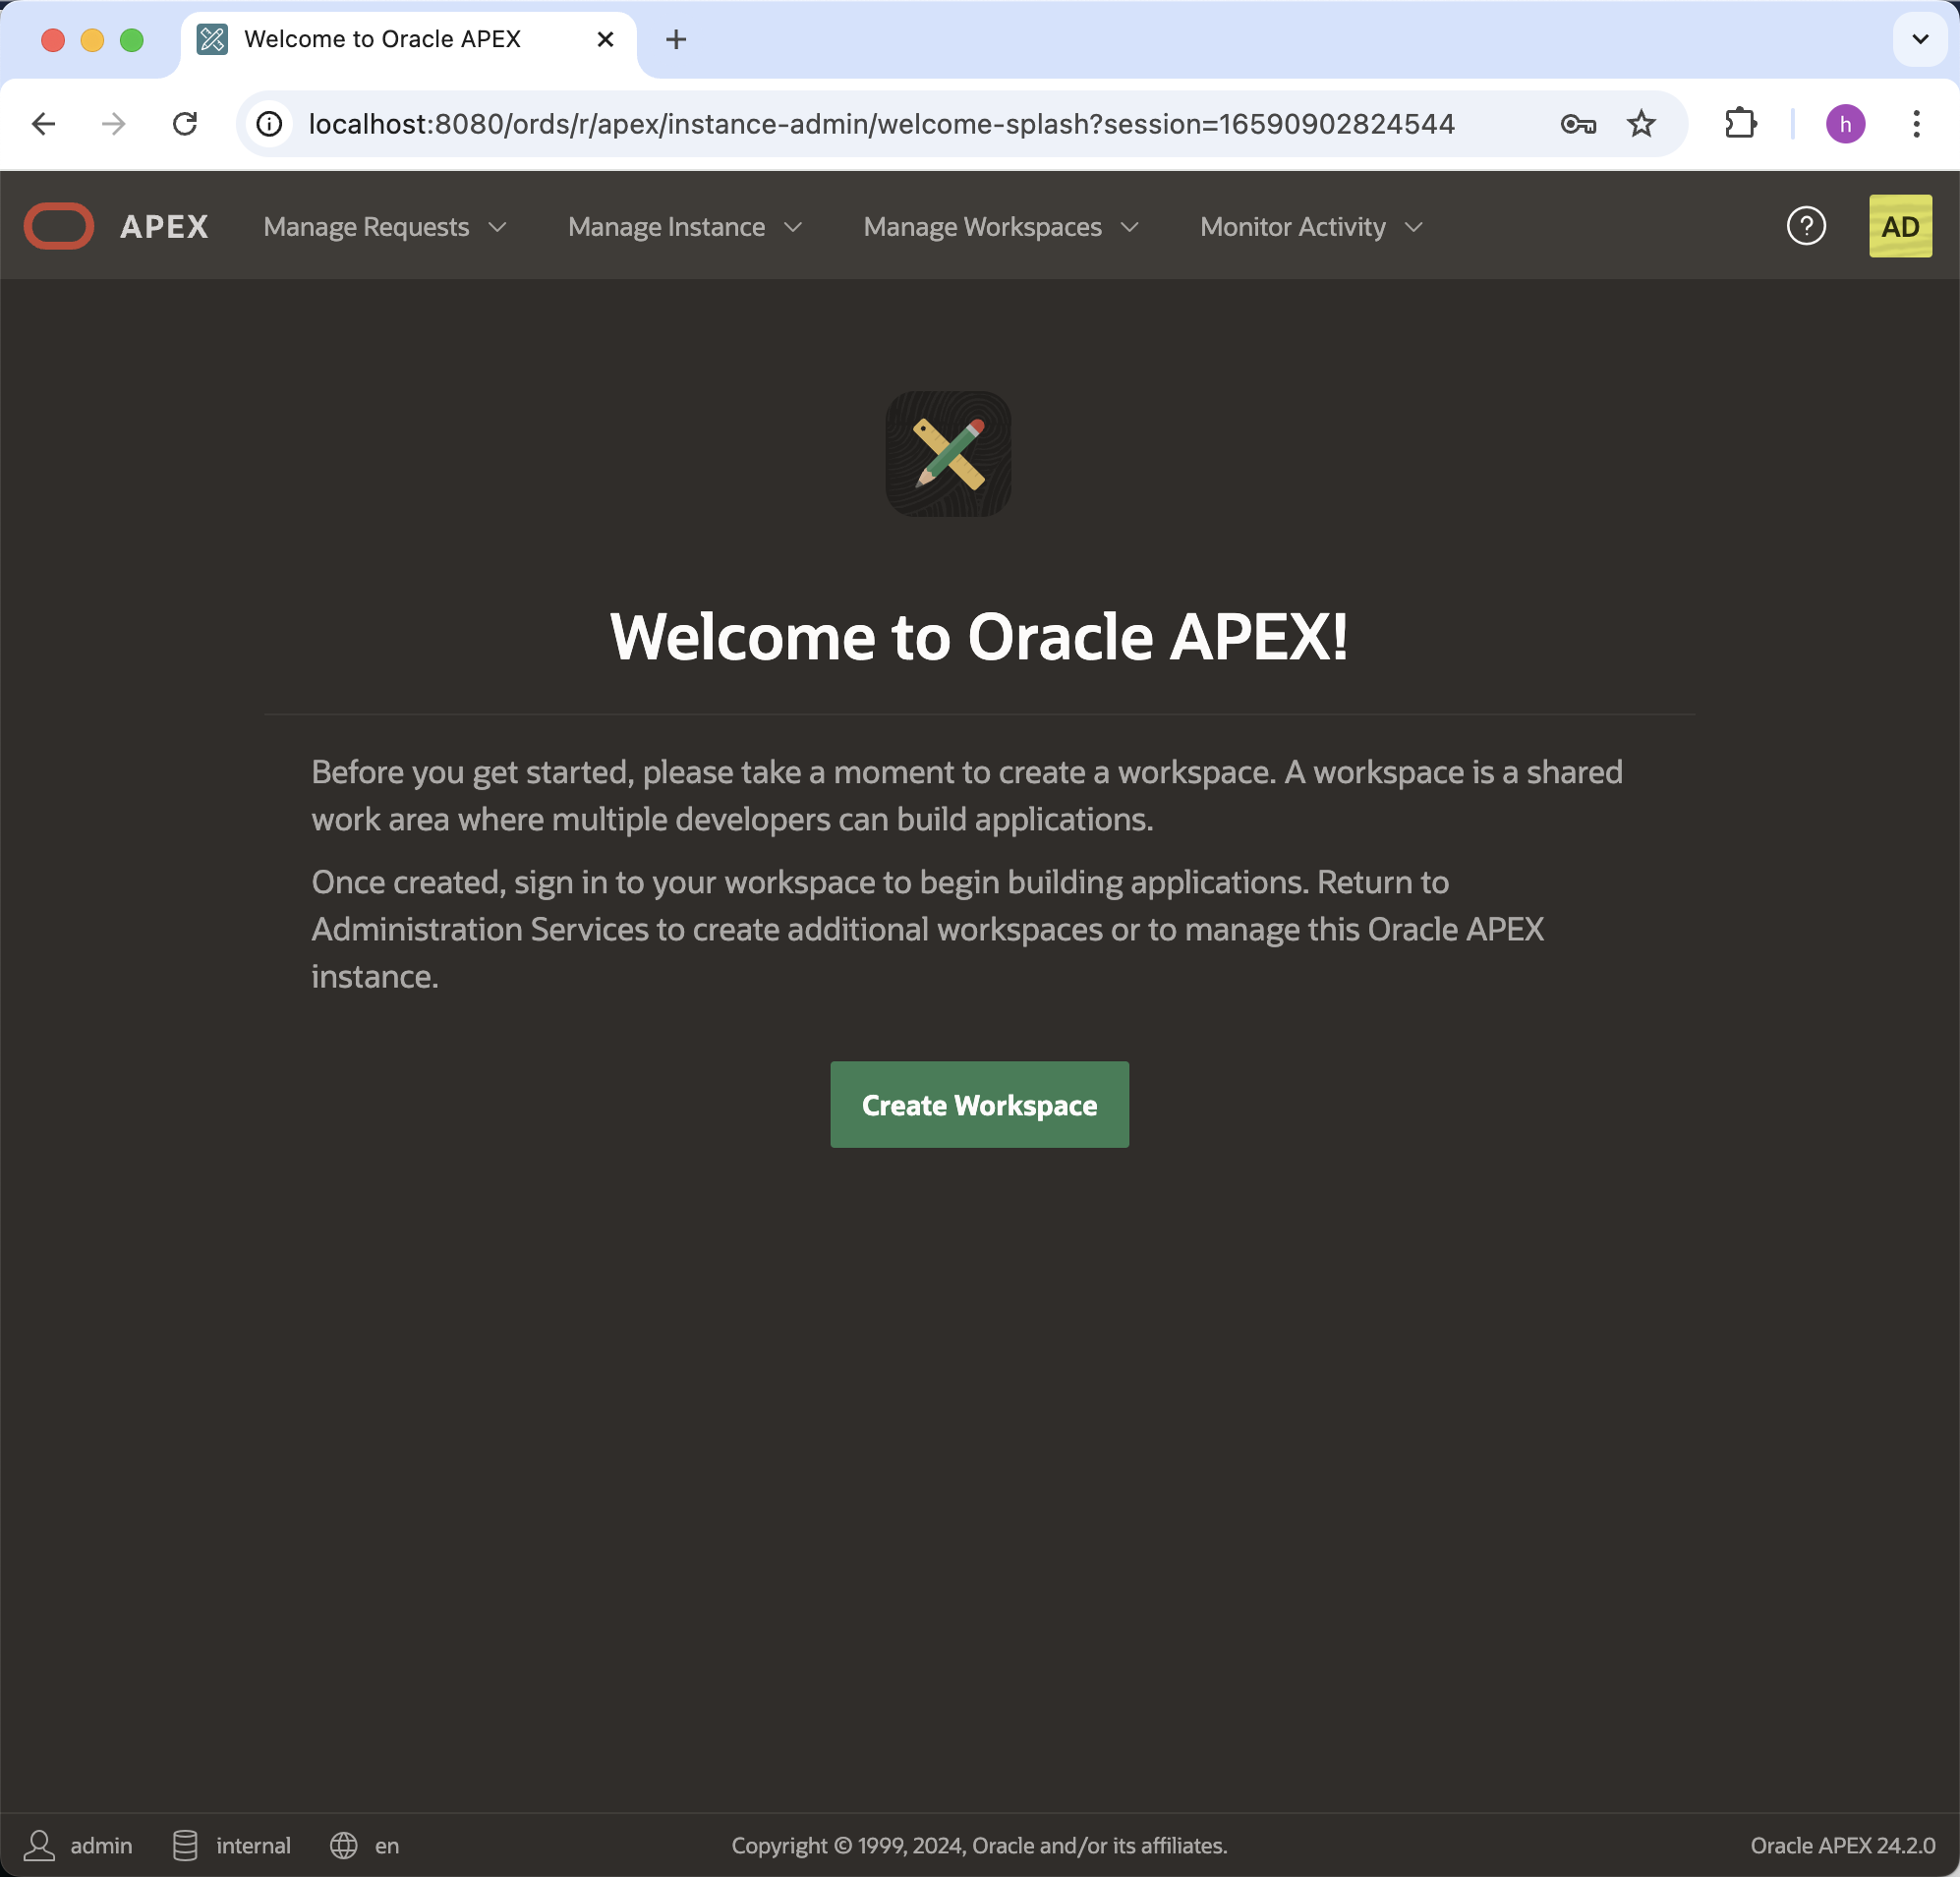 Welcome to Oracle APEX
localhost:8080/ords/r/apex/instance-admin/welcome-splash?session=16590902824544
h
APEX
Manage Requests
Manage Instance
Manage Workspaces
Monitor Activity
?
AD
Welcome to Oracle APEX!
Before you get started, please take a moment to create a workspace. A workspace is a shared
work area where multiple developers can build applications.
Once created, sign in to your workspace to begin building applications. Return to
Administration Services to create additional workspaces or to manage this Oracle APEX
instance.
Create Workspace
admin
internal
en
Copyright © 1999, 2024, Oracle and/or its affiliates.
Oracle APEX 24.2.0